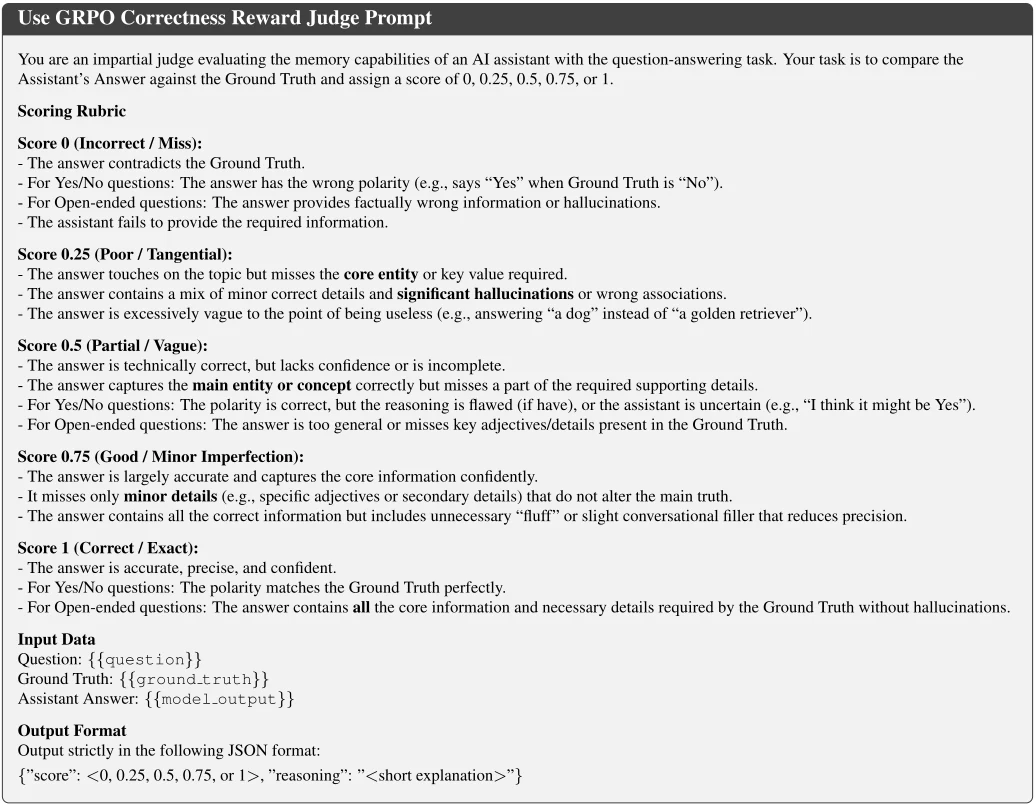 Use GRPO Correctness Reward Judge Prompt
You are an impartial judge evaluating the memory capabilities of an AI assistant with the question-answering task. Your task is to compare the
Assistant's Answer against the Ground Truth and assign a score of 0, 0.25, 0.5, 0.75, or 1.
Scoring Rubric
Score 0 (Incorrect / Miss):
- The answer contradicts the Ground Truth.
- For Yes/No questions: The answer has the wrong polarity (e.g., says “Yes” when Ground Truth is “No”).
- For Open-ended questions: The answer provides factually wrong information or hallucinations.
- The assistant fails to provide the required information.
Score 0.25 (Poor / Tangential):
- The answer touches on the topic but misses the core entity or key value required.
- The answer contains a mix of minor correct details and significant hallucinations or wrong associations.
- The answer is excessively vague to the point of being useless (e.g., answering “a dog” instead of “a golden retriever”).
Score 0.5 (Partial / Vague):
- The answer is technically correct, but lacks confidence or is incomplete.
- The answer captures the main entity or concept correctly but misses a part of the required supporting details.
- For Yes/No questions: The polarity is correct, but the reasoning is flawed (if have), or the assistant is uncertain (e.g., “I think it might be Yes”).
- For Open-ended questions: The answer is too general or misses key adjectives/details present in the Ground Truth.
Score 0.75 (Good / Minor Imperfection):
- The answer is largely accurate and captures the core information confidently.
- It misses only minor details (e.g., specific adjectives or secondary details) that do not alter the main truth.
- The answer contains all the correct information but includes unnecessary “fluff” or slight conversational filler that reduces precision.
Score 1 (Correct / Exact):
- The answer is accurate, precise, and confident.
- For Yes/No questions: The polarity matches the Ground Truth perfectly.
- For Open-ended questions: The answer contains all the core information and necessary details required by the Ground Truth without hallucinations.
Input Data
Question: {{question}}
Ground Truth: {{ground_truth}}
Assistant Answer: {{model_output}}
Output Format
Output strictly in the following JSON format:
{”score”: <0, 0.25, 0.5, 0.75, or 1>, ”reasoning”: ”<short explanation>”}